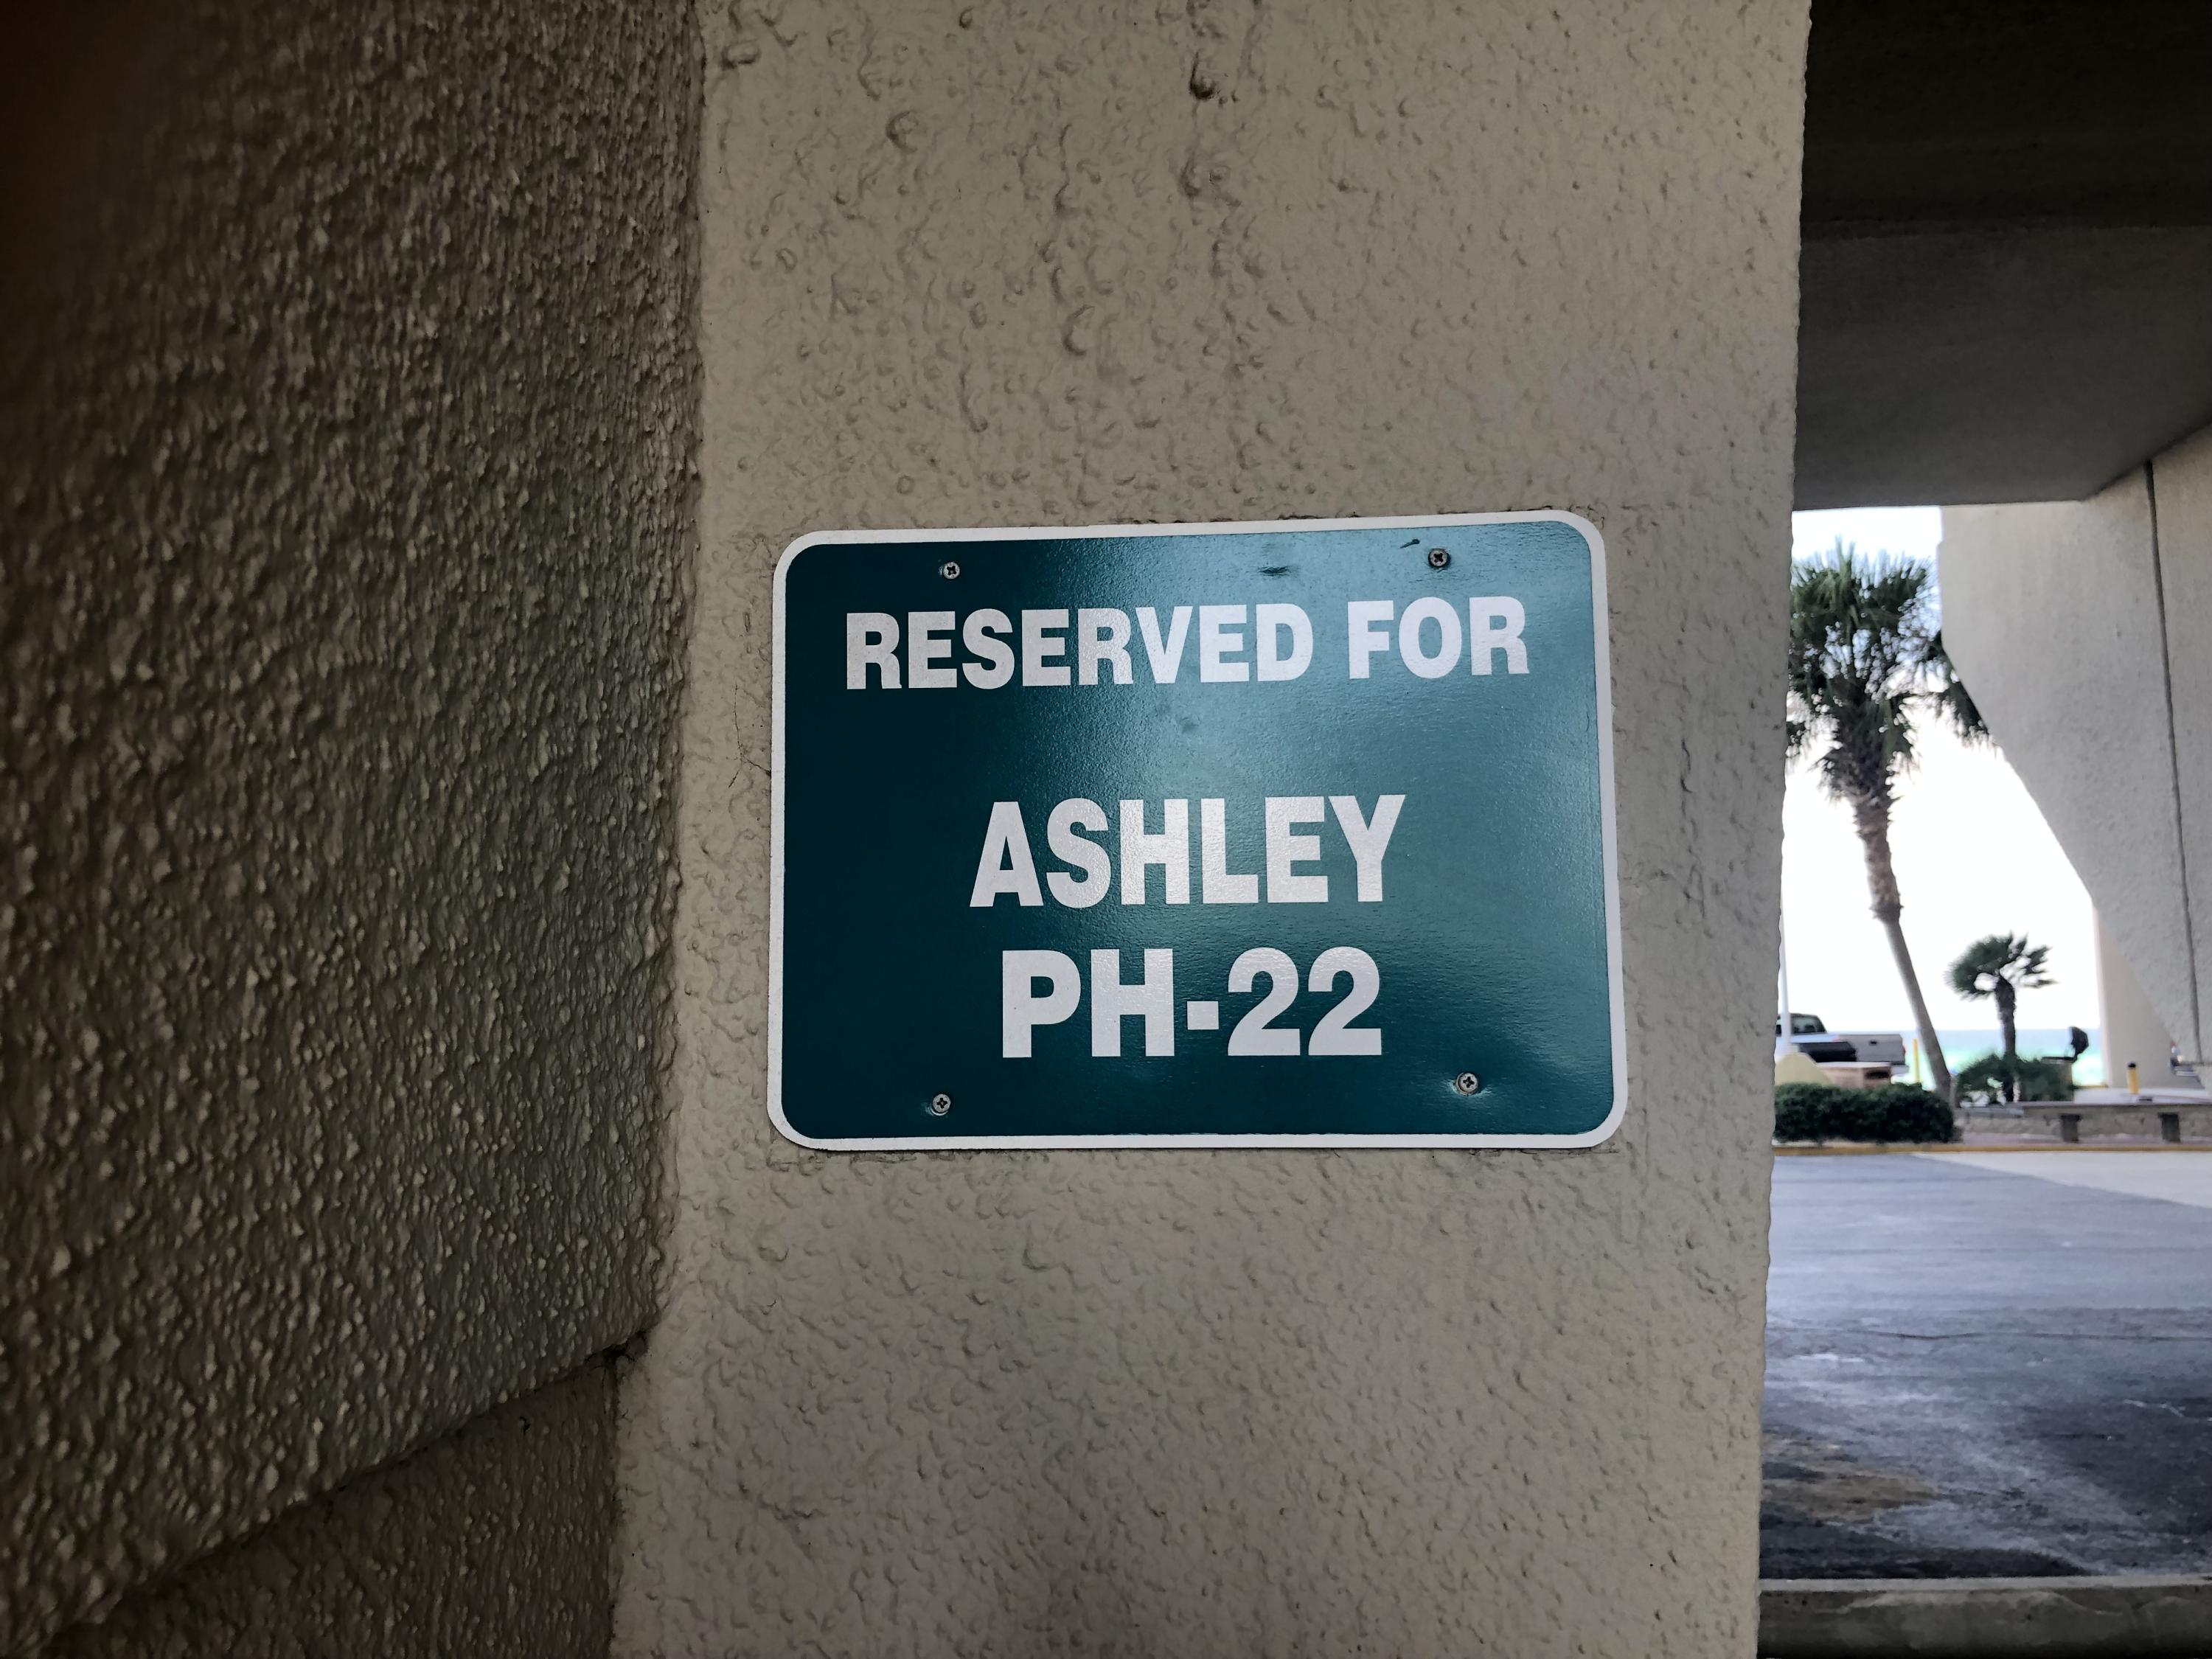 RESERVED FOR
ASHLEY
PH-22